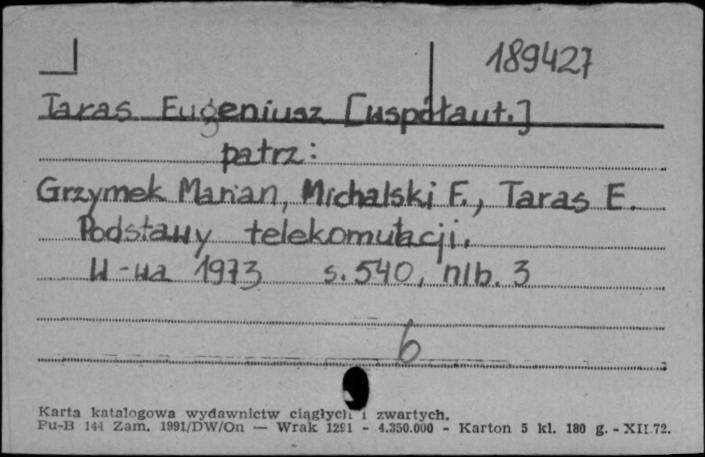 189427
Taras Eugeniusz [współaut.]
patrz:
Grzymek Marian, Michalski F., Taras E.
Podstawy telekomutacji.
W-wa 1973 s. 540, nlb. 3
6
Karta katalogowa wydawnictw ciągłych i zwartych.
Pu-B 144 Zam. 1991/DW/On — Wrak 1291 - 4.350.000 - Karton 5 kl. 180 g. - XII.72.